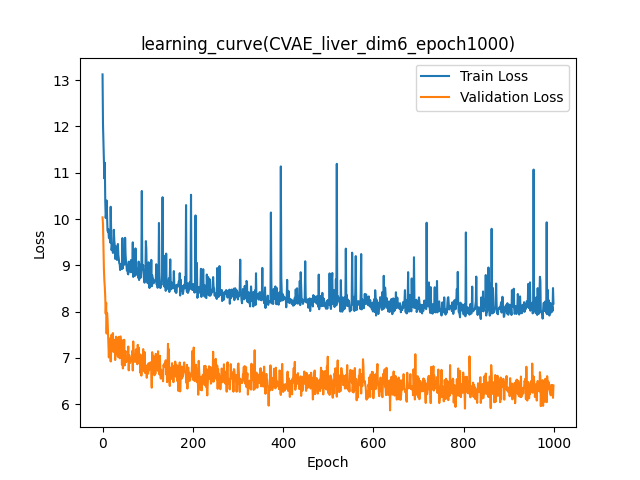 learning_curve(CVAE_liver_dim6_epoch1000)
Train Loss
Validation Loss
13
12
11
10
9
8
7
6
Loss
0
200
400
600
800
1000
Epoch